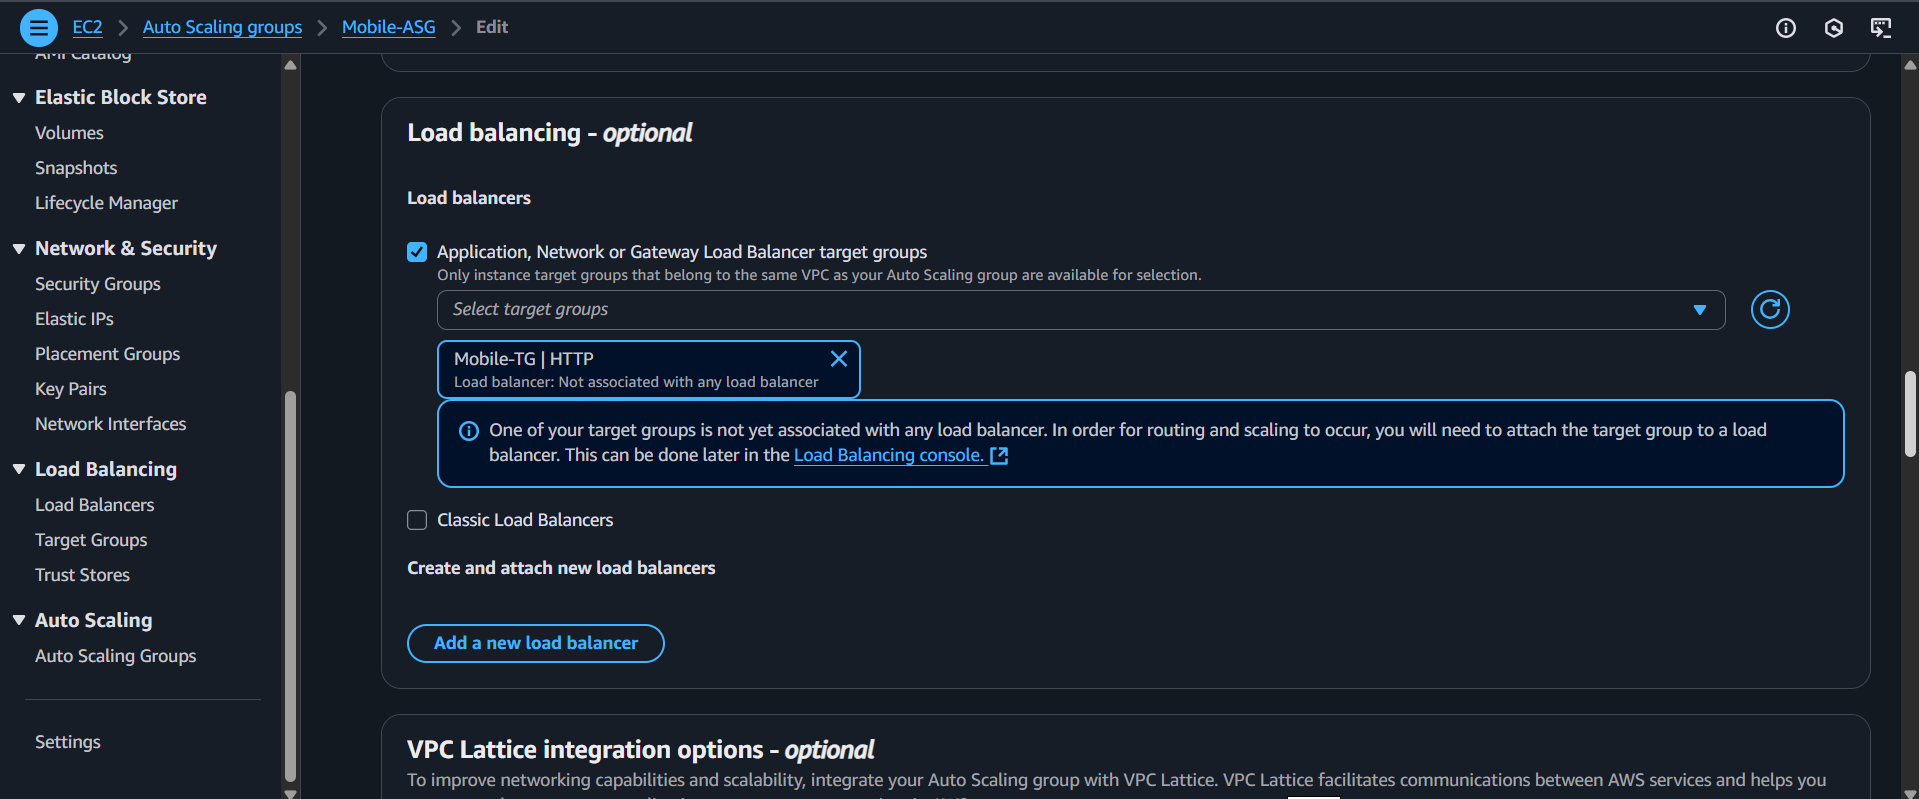 EC2 > Auto Scaling groups > Mobile-ASG > Edit
AMI Catalog
Elastic Block Store
Volumes
Snapshots
Lifecycle Manager
Network & Security
Security Groups
Elastic IPs
Placement Groups
Key Pairs
Network Interfaces
Load Balancing
Load Balancers
Target Groups
Trust Stores
Auto Scaling
Auto Scaling Groups
Settings
Load balancing - optional
Load balancers
Application, Network or Gateway Load Balancer target groups
Only instance target groups that belong to the same VPC as your Auto Scaling group are available for selection.
Select target groups
Mobile-TG | HTTP
Load balancer: Not associated with any load balancer
One of your target groups is not yet associated with any load balancer. In order for routing and scaling to occur, you will need to attach the target group to a load
balancer. This can be done later in the Load Balancing console.
Classic Load Balancers
Create and attach new load balancers
Add a new load balancer
VPC Lattice integration options - optional
To improve networking capabilities and scalability, integrate your Auto Scaling group with VPC Lattice. VPC Lattice facilitates communications between AWS services and helps you